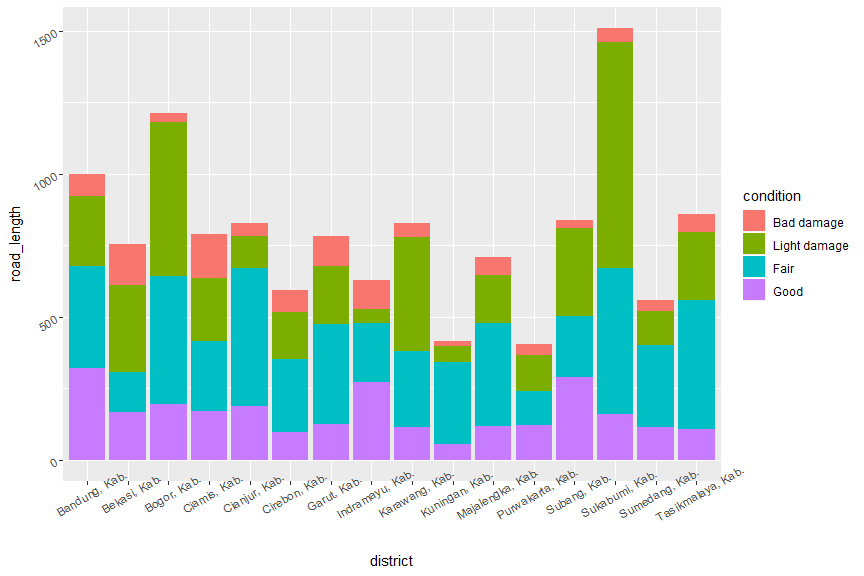 1500
1000
500
0
road_length
Bandung, Kab.
Bekasi, Kab.
Bogor, Kab.
Ciamis, Kab.
Cianjur, Kab.
Cirebon, Kab.
Garut, Kab.
Indramayu, Kab.
Karawang, Kab.
Kuningan, Kab.
Majalengka, Kab.
Purwakarta, Kab.
Subang, Kab.
Sukabumi, Kab.
Sumedang, Kab.
Tasikmalaya, Kab.
district
condition
Bad damage
Light damage
Fair
Good